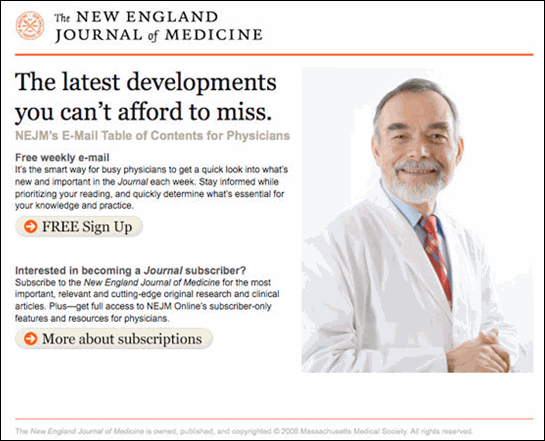 The NEW ENGLAND
JOURNAL of MEDICINE
The latest developments
you can't afford to miss.
NEJM's E-Mail Table of Contents for Physicians
Free weekly e-mail
It's the smart way for busy physicians to get a quick look into what's
new and important in the Journal each week. Stay informed while
prioritizing your reading, and quickly determine what's essential for
your knowledge and practice.
FREE Sign Up
Interested in becoming a Journal subscriber?
Subscribe to the New England Journal of Medicine for the most
important, relevant and cutting-edge original research and clinical
articles. Plus—get full access to NEJM Online's subscriber-only
features and resources for physicians.
More about subscriptions
The New England Journal of Medicine is owned, published, and copyrighted © 2008 Massachusetts Medical Society. All rights reserved.